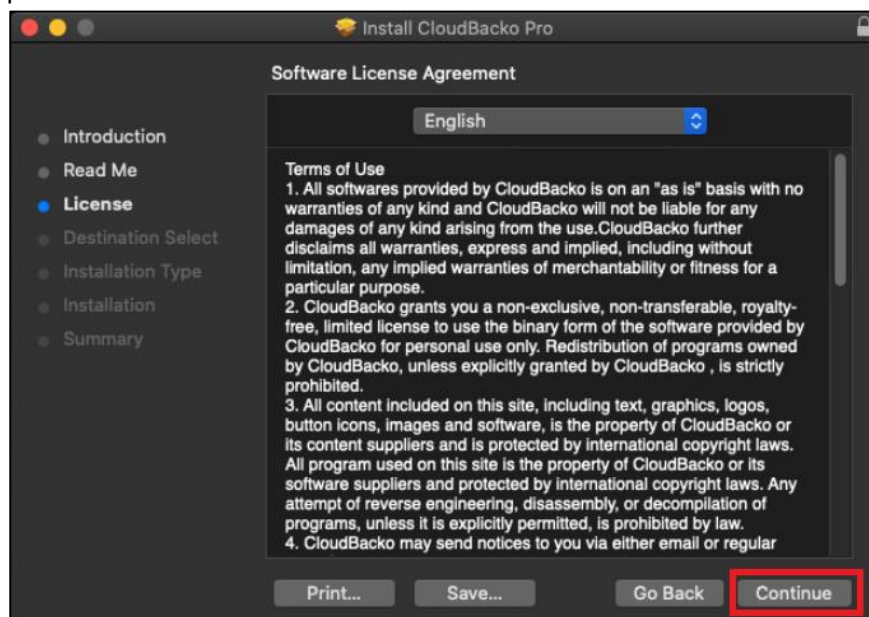 Install CloudBacko Pro
Software License Agreement
Introduction
Read Me
License
Destination Select
Installation Type
Installation
Summary
English
Terms of Use
1. All softwares provided by CloudBacko is on an "as is" basis with no
warranties of any kind and CloudBacko will not be liable for any
damages of any kind arising from the use.CloudBacko further
disclaims all warranties, express and implied, including without
limitation, any implied warranties of merchantability or fitness for a
particular purpose.
2. CloudBacko grants you a non-exclusive, non-transferable, royalty-
free, limited license to use the binary form of the software provided by
CloudBacko for personal use only. Redistribution of programs owned
by CloudBacko, unless explicitly granted by CloudBacko , is strictly
prohibited.
3. All content included on this site, including text, graphics, logos,
button icons, images and software, is the property of CloudBacko or
its content suppliers and is protected by international copyright laws.
All program used on this site is the property of CloudBacko or its
software suppliers and protected by international copyright laws. Any
attempt of reverse engineering, disassembly, or decompilation of
programs, unless it is explicitly permitted, is prohibited by law.
4. CloudBacko may send notices to you via either email or regular
Print...
Save...
Go Back
Continue